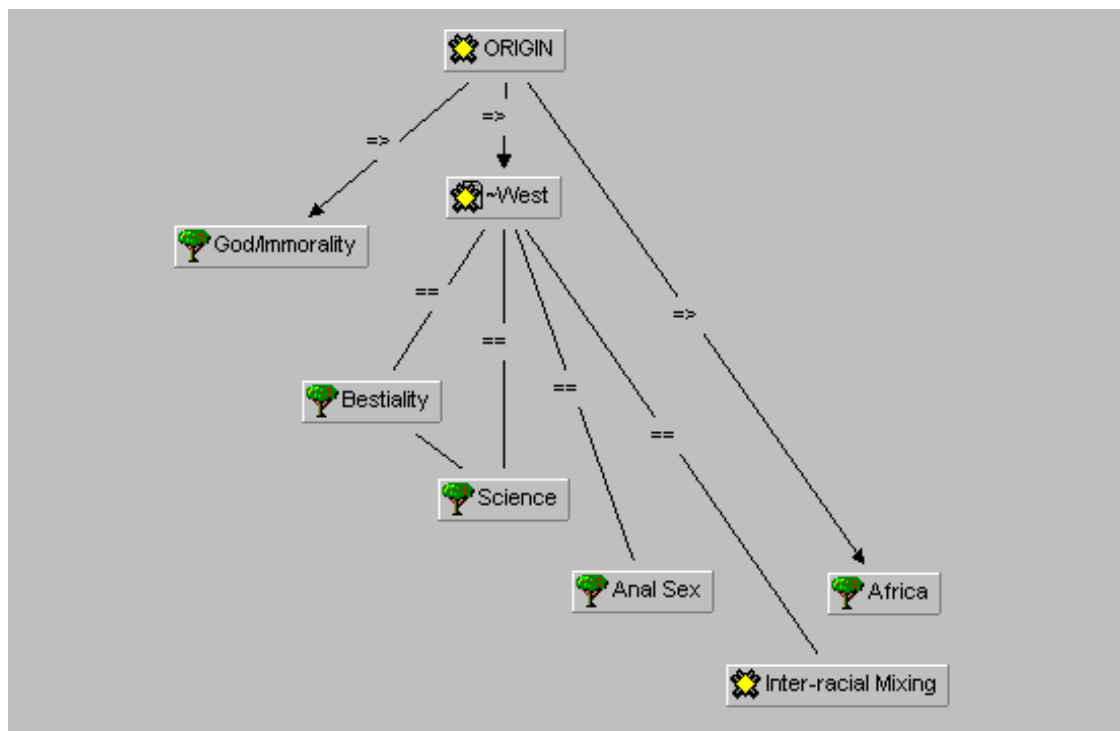 ORIGIN
=>
=>
~West
God/Immorality
==
=>
==
Bestiality
==
==
Science
Anal Sex
Africa
Inter-racial Mixing